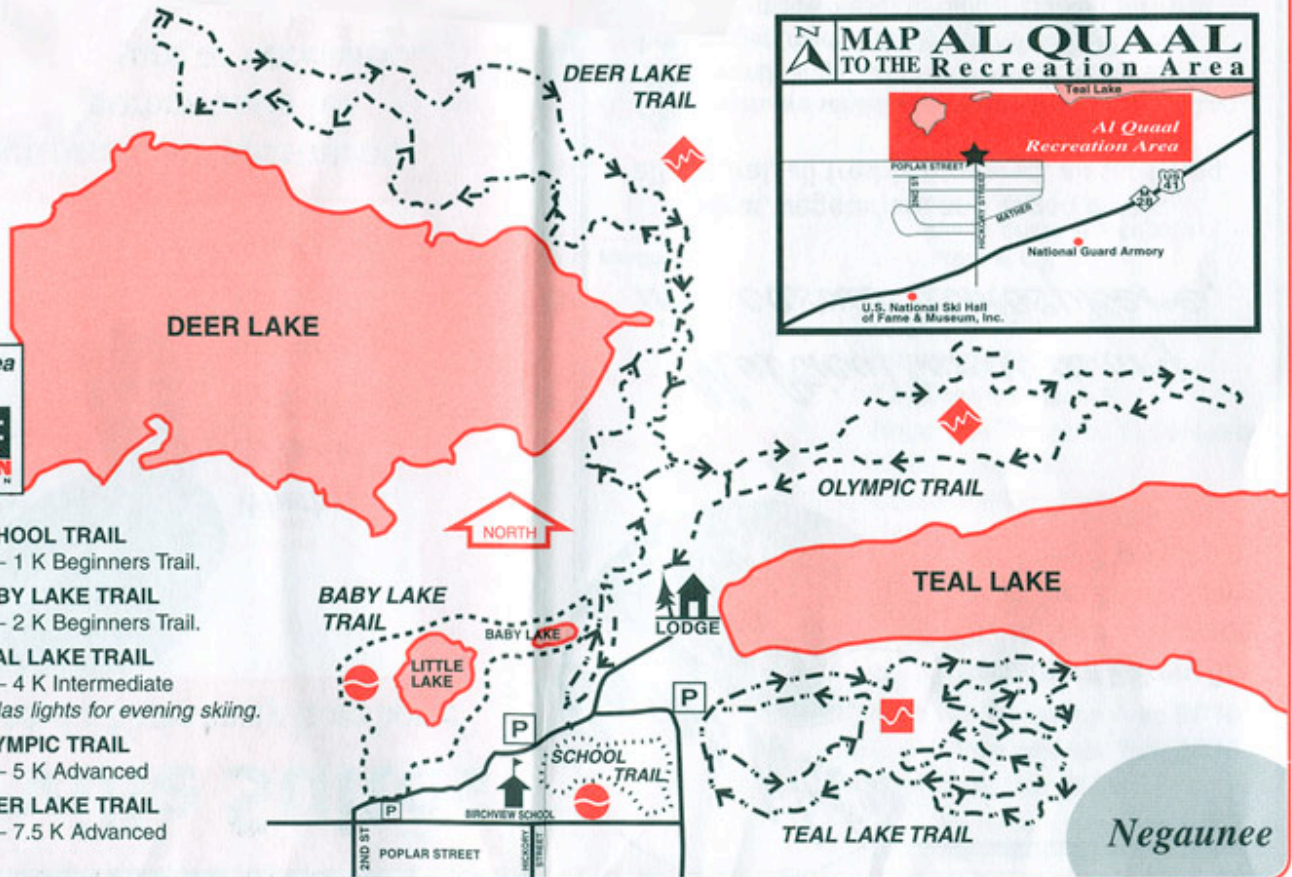 N
MAP TO THE
AL QUAAL
Recreation Area
Teal Lake
Al Quaal
Recreation Area
POPLAR STREET
2ND ST
HICKORY STREET
MATHER
US 41
28
National Guard Armory
U.S. National Ski Hall
of Fame & Museum, Inc.
DEER LAKE
TRAIL
DEER LAKE
OLYMPIC TRAIL
NORTH
TEAL LAKE
BABY LAKE
TRAIL
BABY LAKE
LITTLE
LAKE
LODGE
P
P
SCHOOL
TRAIL
P
BIRCHVIEW SCHOOL
2ND ST
POPLAR STREET
HICKORY
STREET
TEAL LAKE TRAIL
Negaunee
HOOL TRAIL
- 1 K Beginners Trail.
BY LAKE TRAIL
- 2 K Beginners Trail.
AL LAKE TRAIL
- 4 K Intermediate
las lights for evening skiing.
YMPIC TRAIL
- 5 K Advanced
ER LAKE TRAIL
- 7.5 K Advanced